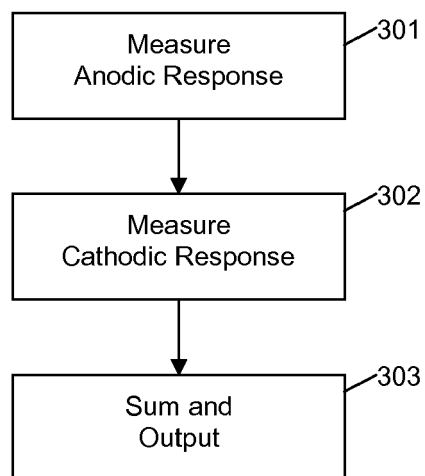 Measure
Anodic Response
301
Measure
Cathodic Response
302
Sum and
Output
303